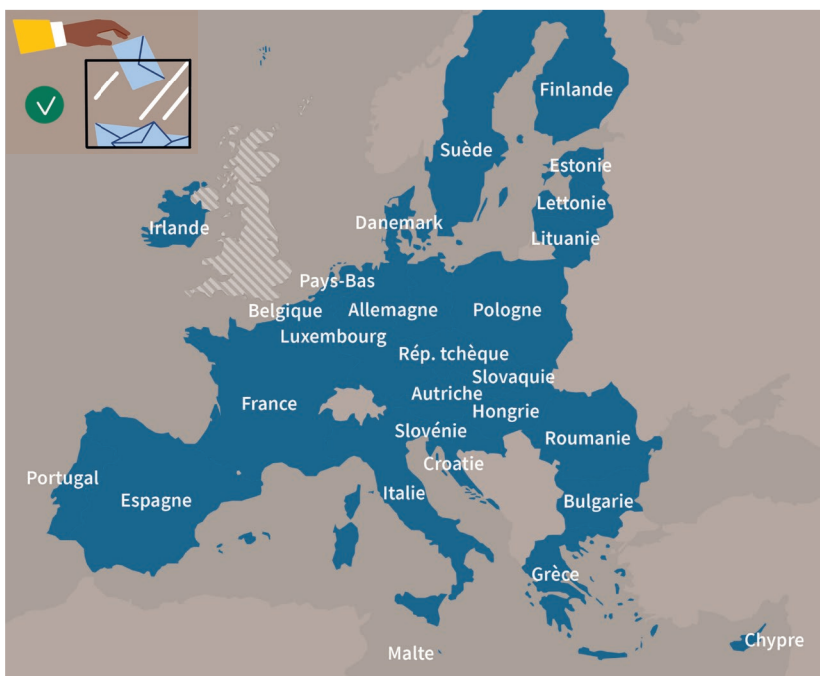 Finlande
Suède
Estonie
Lettonie
Irlande
Danemark
Lituanie
Pays-Bas
Belgique
Allemagne
Pologne
Luxembourg
Rép. tchèque
Slovaquie
Autriche
France
Hongrie
Slovénie
Roumanie
Croatie
Portugal
Italie
Espagne
Bulgarie
Grèce
Chypre
Malte